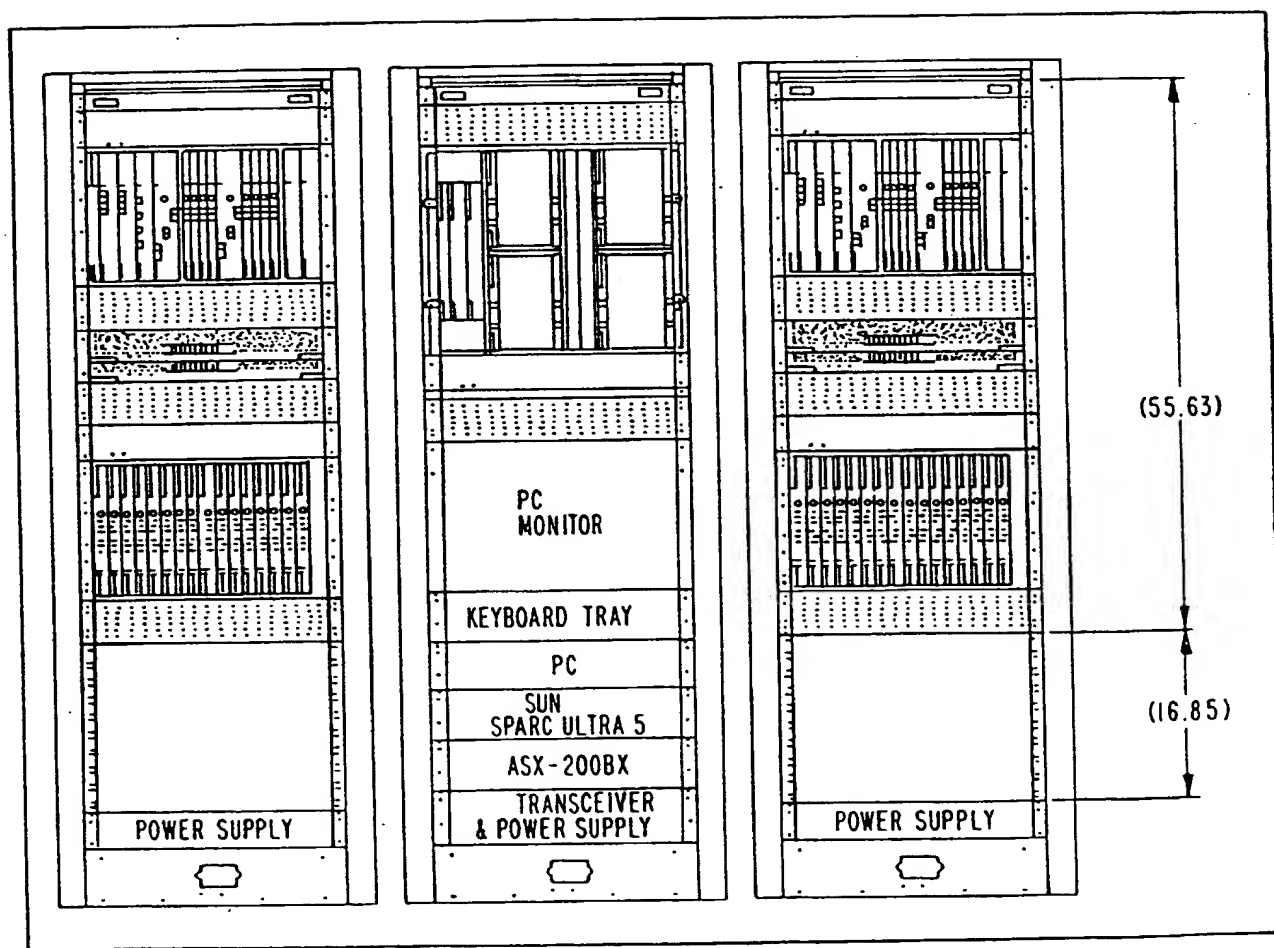 POWER SUPPLY
PC
MONITOR
KEYBOARD TRAY
PC
SUN
SPARC ULTRA 5
ASX-200BX
TRANSCEIVER
& POWER SUPPLY
POWER SUPPLY
(55.63)
(16.85)